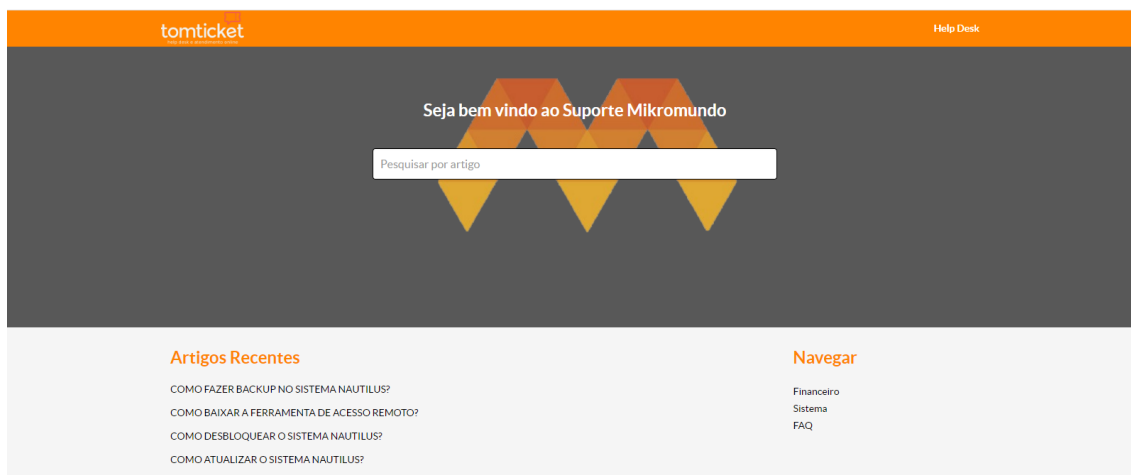 tomticket
Help Desk
Seja bem vindo ao Suporte Mikromundo
Pesquisar por artigo
Artigos Recentes
COMO FAZER BACKUP NO SISTEMA NAUTILUS?
COMO BAIXAR A FERRAMENTA DE ACESSO REMOTO?
COMO DESBLOQUEAR O SISTEMA NAUTILUS?
COMO ATUALIZAR O SISTEMA NAUTILUS?
Navegar
Financeiro
Sistema
FAQ